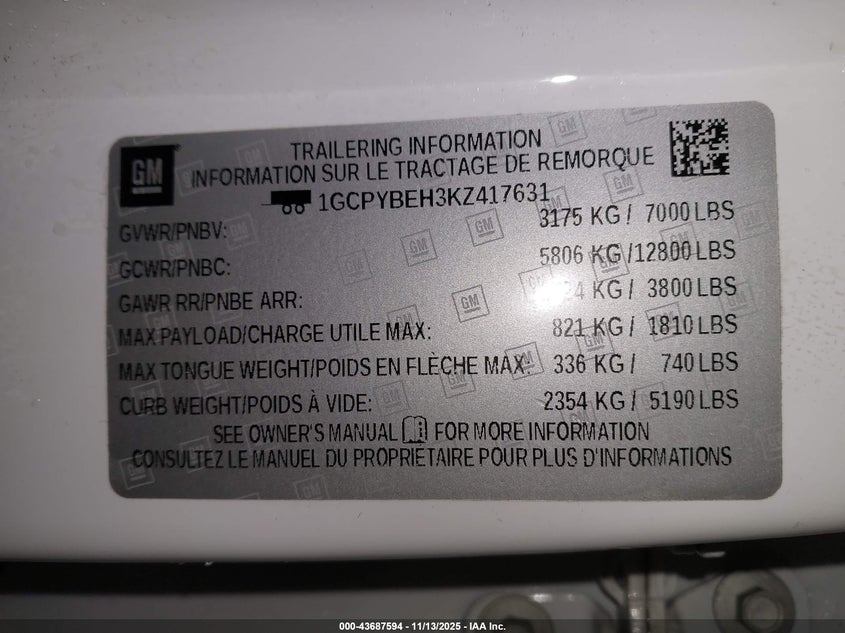 GM
TRAILERING INFORMATION
INFORMATION SUR LE TRACTAGE DE REMORQUE
1GCPYBEH3KZ417631
GVWR/PNBV: 3175 KG / 7000 LBS
GCWR/PNBC: 5806 KG /12800 LBS
GAWR RR/PNBE ARR: KG / 3800 LBS
MAX PAYLOAD/CHARGE UTILE MAX: 821 KG / 1810 LBS
MAX TONGUE WEIGHT/POIDS EN FLÈCHE MAX: 336 KG / 740 LBS
CURB WEIGHT/POIDS À VIDE: 2354 KG / 5190 LBS
SEE OWNER'S MANUAL FOR MORE INFORMATION
CONSULTEZ LE MANUEL DU PROPRIÉTAIRE POUR PLUS D'INFORMATIONS
000-43687594 — 11/13/2025 — IAA Inc.